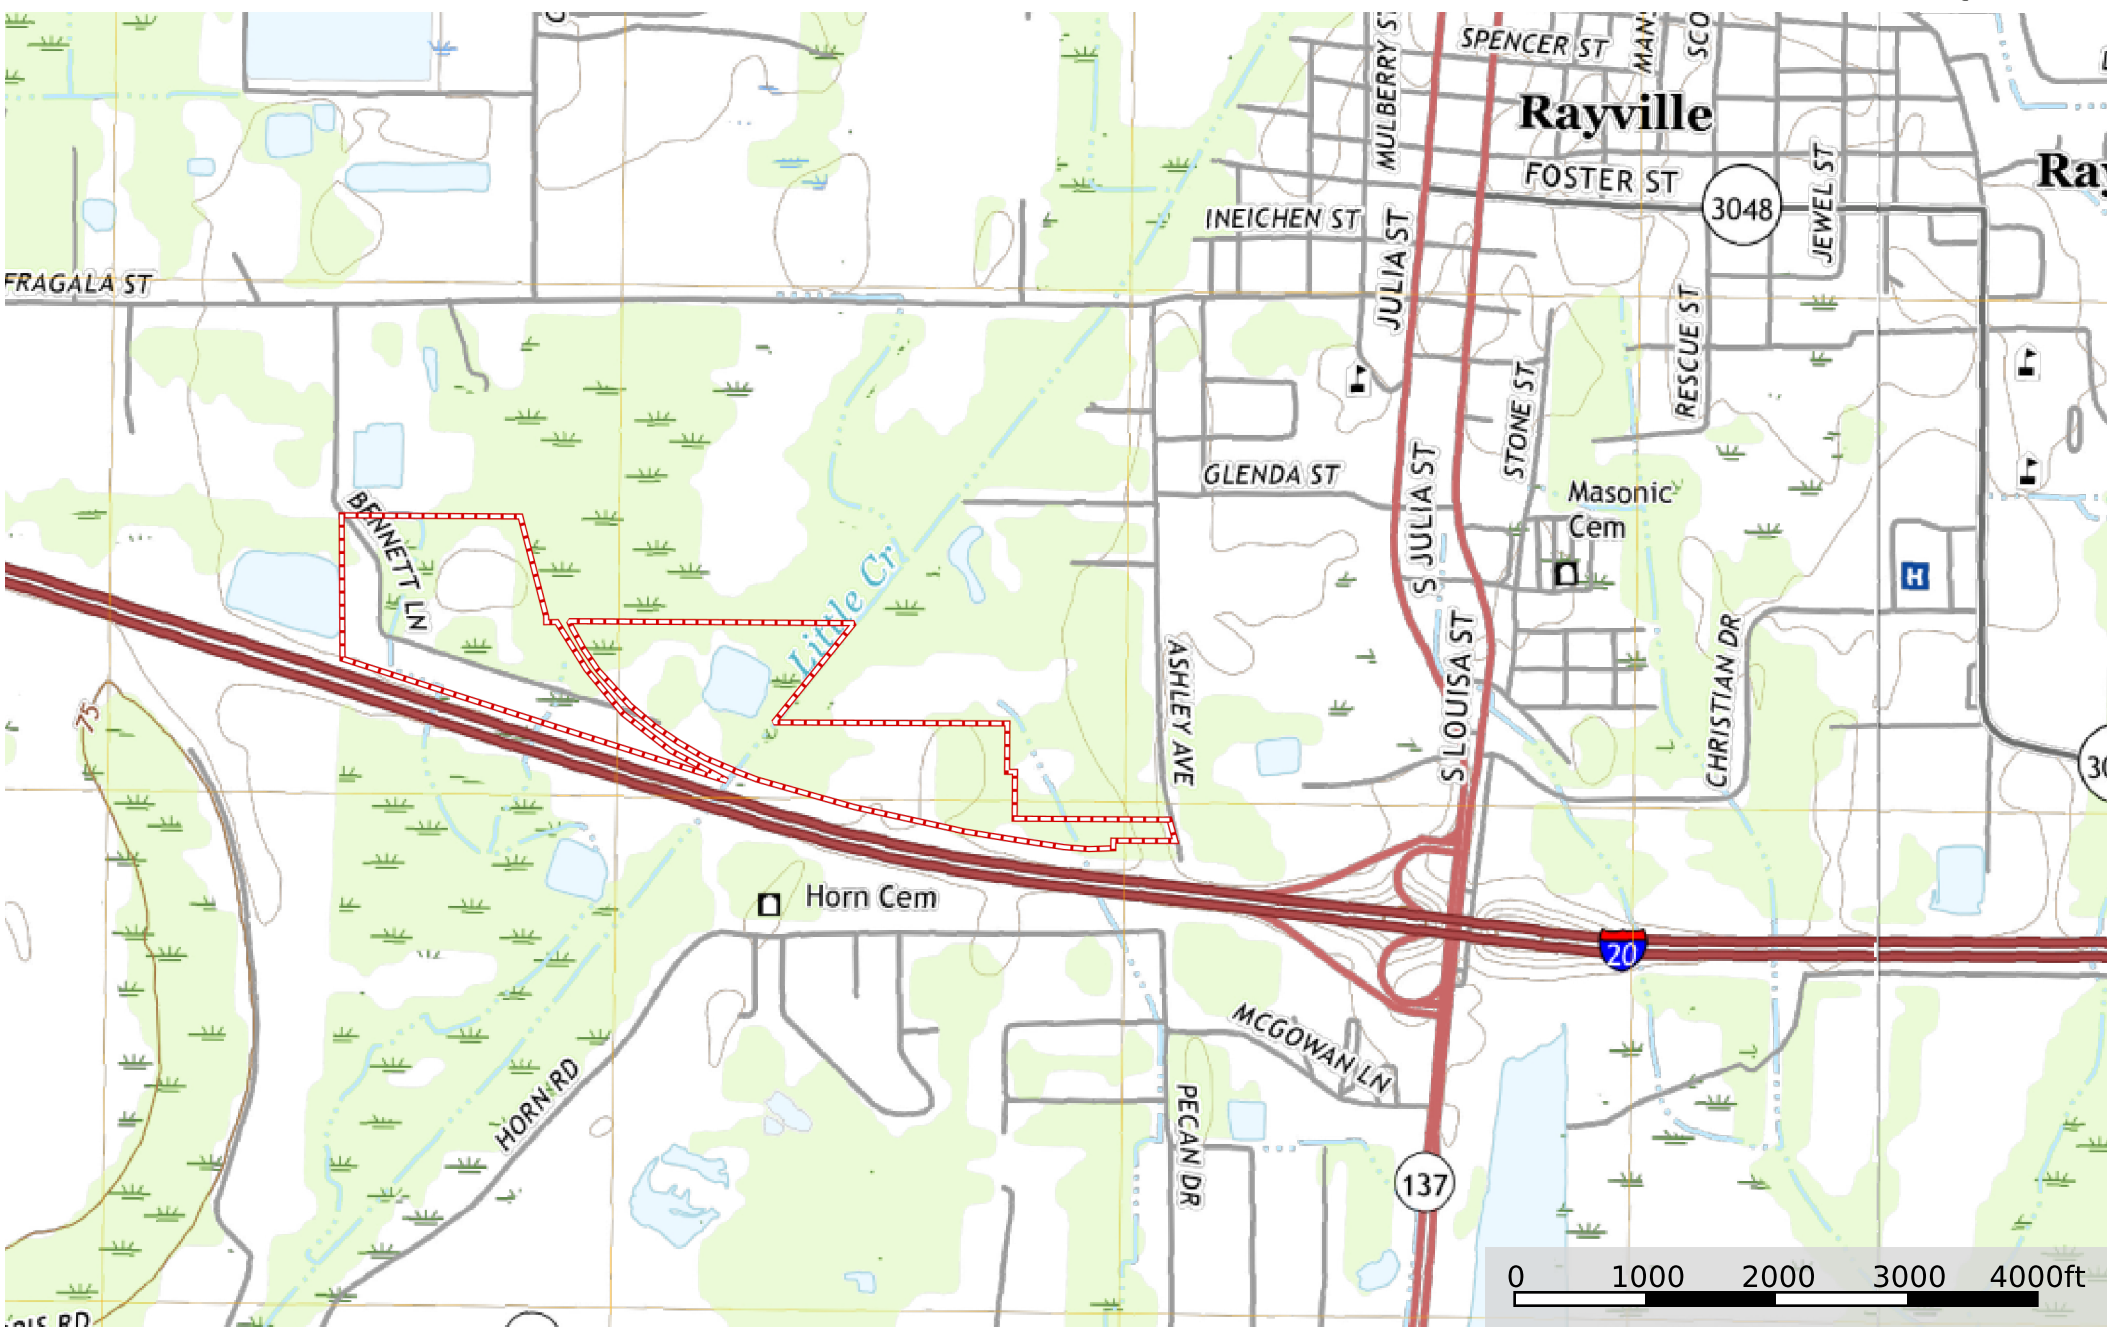 SPENCER ST
MULBERRY ST
Rayville
FOSTER ST
3048
JEWEL ST
INEICHEN ST
JULIA ST
FRAGALA ST
RESCUE ST
STONE ST
GLENDA ST
S JULIA ST
Masonic
Cem
BENNETT LN
H
Little Cr
ASHLEY AVE
S LOUISA ST
CHRISTIAN DR
75
Horn Cem
20
MCGOWAN LN
HORN RD
PECAN DR
137
0 1000 2000 3000 4000ft